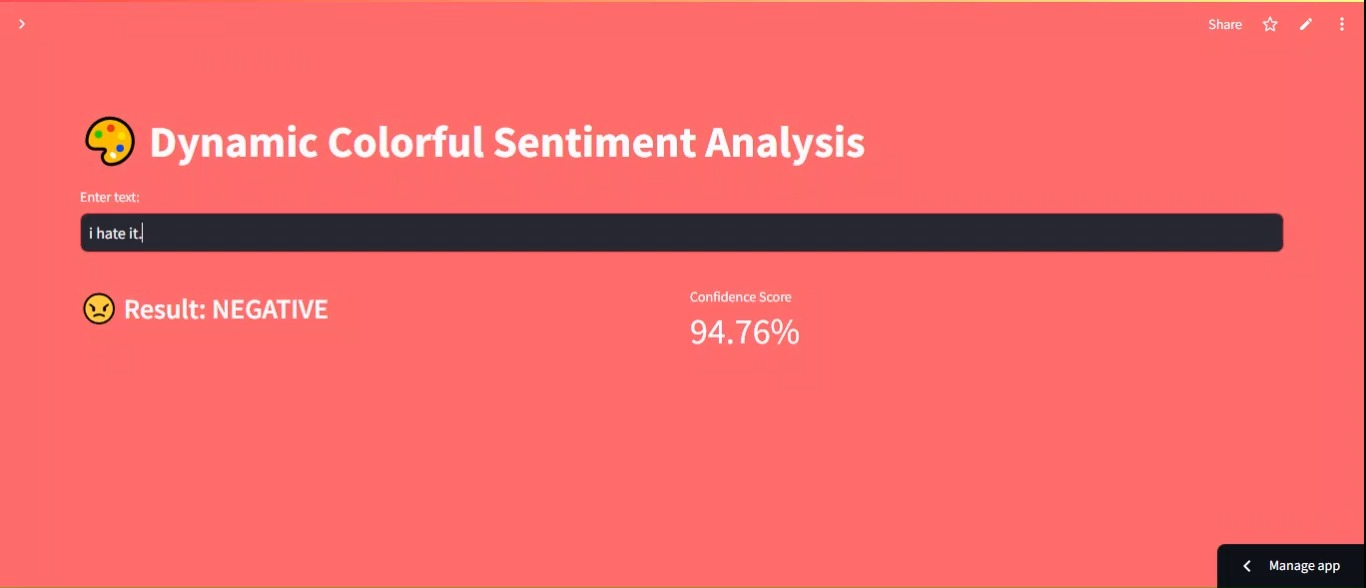 Share
Dynamic Colorful Sentiment Analysis
Enter text:
i hate it.
Result: NEGATIVE
Confidence Score
94.76%
Manage app